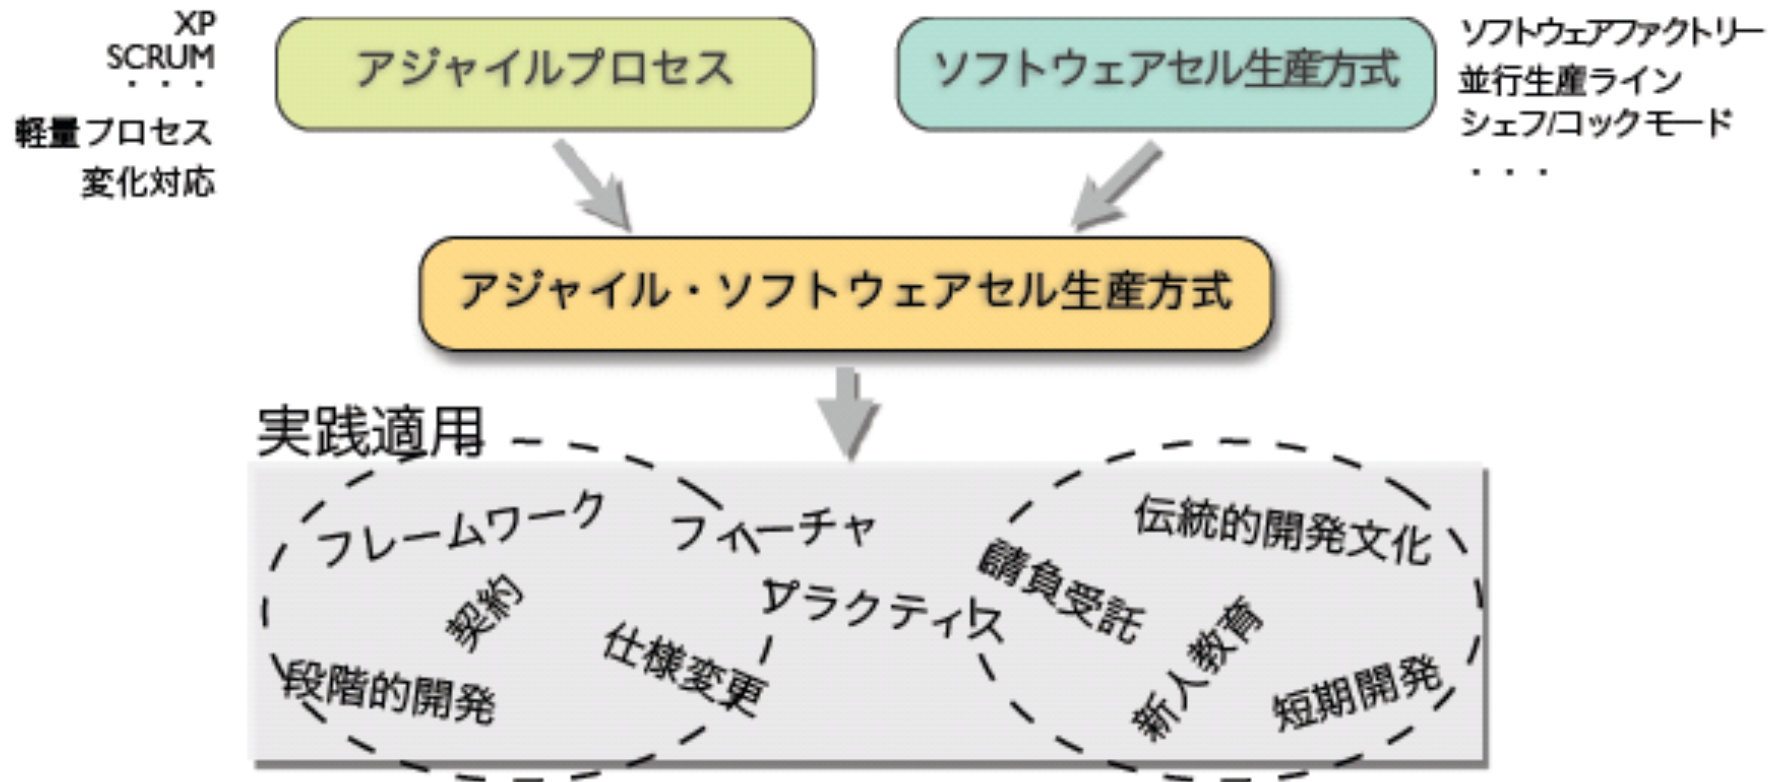 XP
SCRUM
・・・
軽量プロセス
変化対応
アジャイルプロセス
ソフトウェアセル生産方式
ソフトウェアファクトリー
並行生産ライン
シェフ/コックモード
・・・
アジャイル・ソフトウェアセル生産方式
実践適用
フレームワーク
フィーチャ
伝統的開発文化
契約
プラクティス
請負受託
仕様変更
新人教育
段階的開発
短期開発